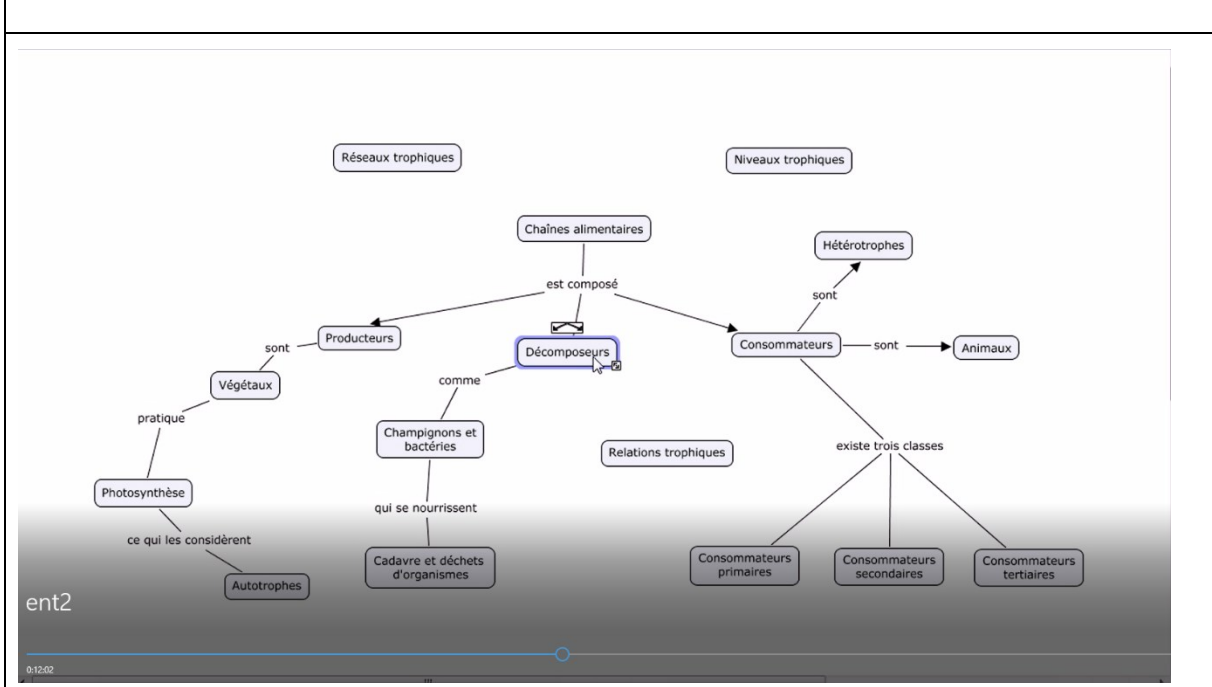 Réseaux trophiques
Niveaux trophiques
Chaînes alimentaires
Hétérotrophes
est composé
sont
Producteurs
Décomposeurs
Consommateurs
sont
Animaux
sont
Végétaux
comme
pratique
Champignons et
bactéries
Relations trophiques
existe trois classes
Photosynthèse
qui se nourrissent
ce qui les considèrent
Cadavre et déchets
d'organismes
Consommateurs
primaires
Consommateurs
secondaires
Consommateurs
tertiaires
Autotrophes
ent2
0:12:02